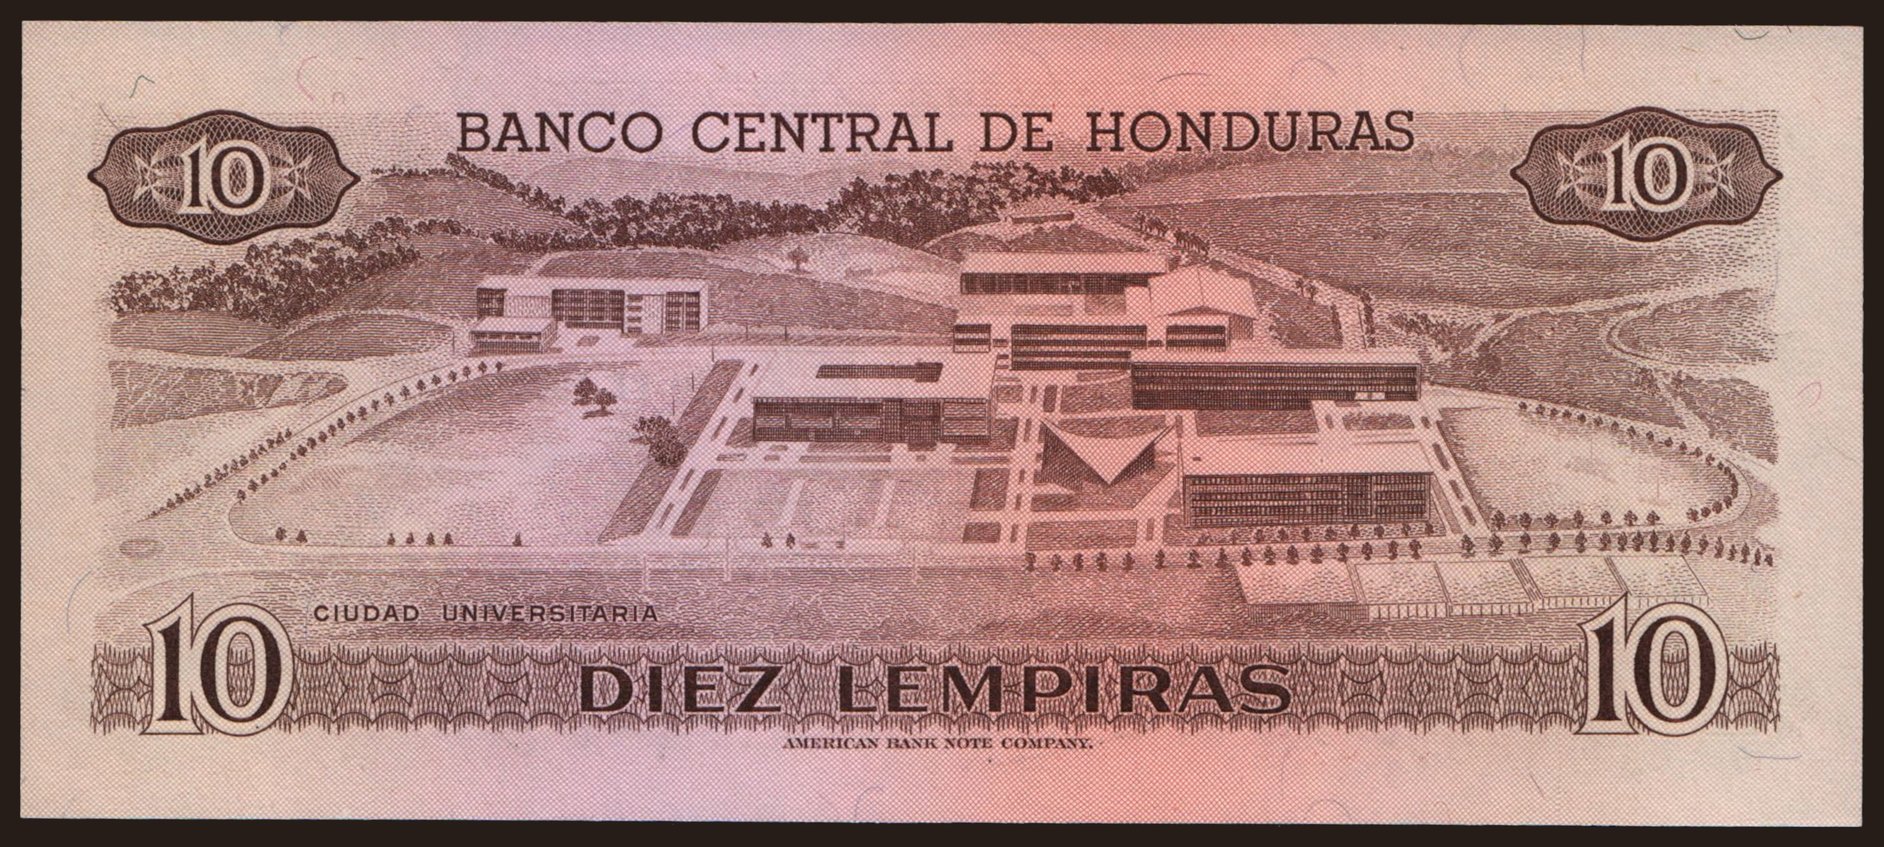 BANCO CENTRAL DE HONDURAS
10
10
CIUDAD UNIVERSITARIA
10
DIEZ LEMPIRAS
10
AMERICAN BANK NOTE COMPANY.